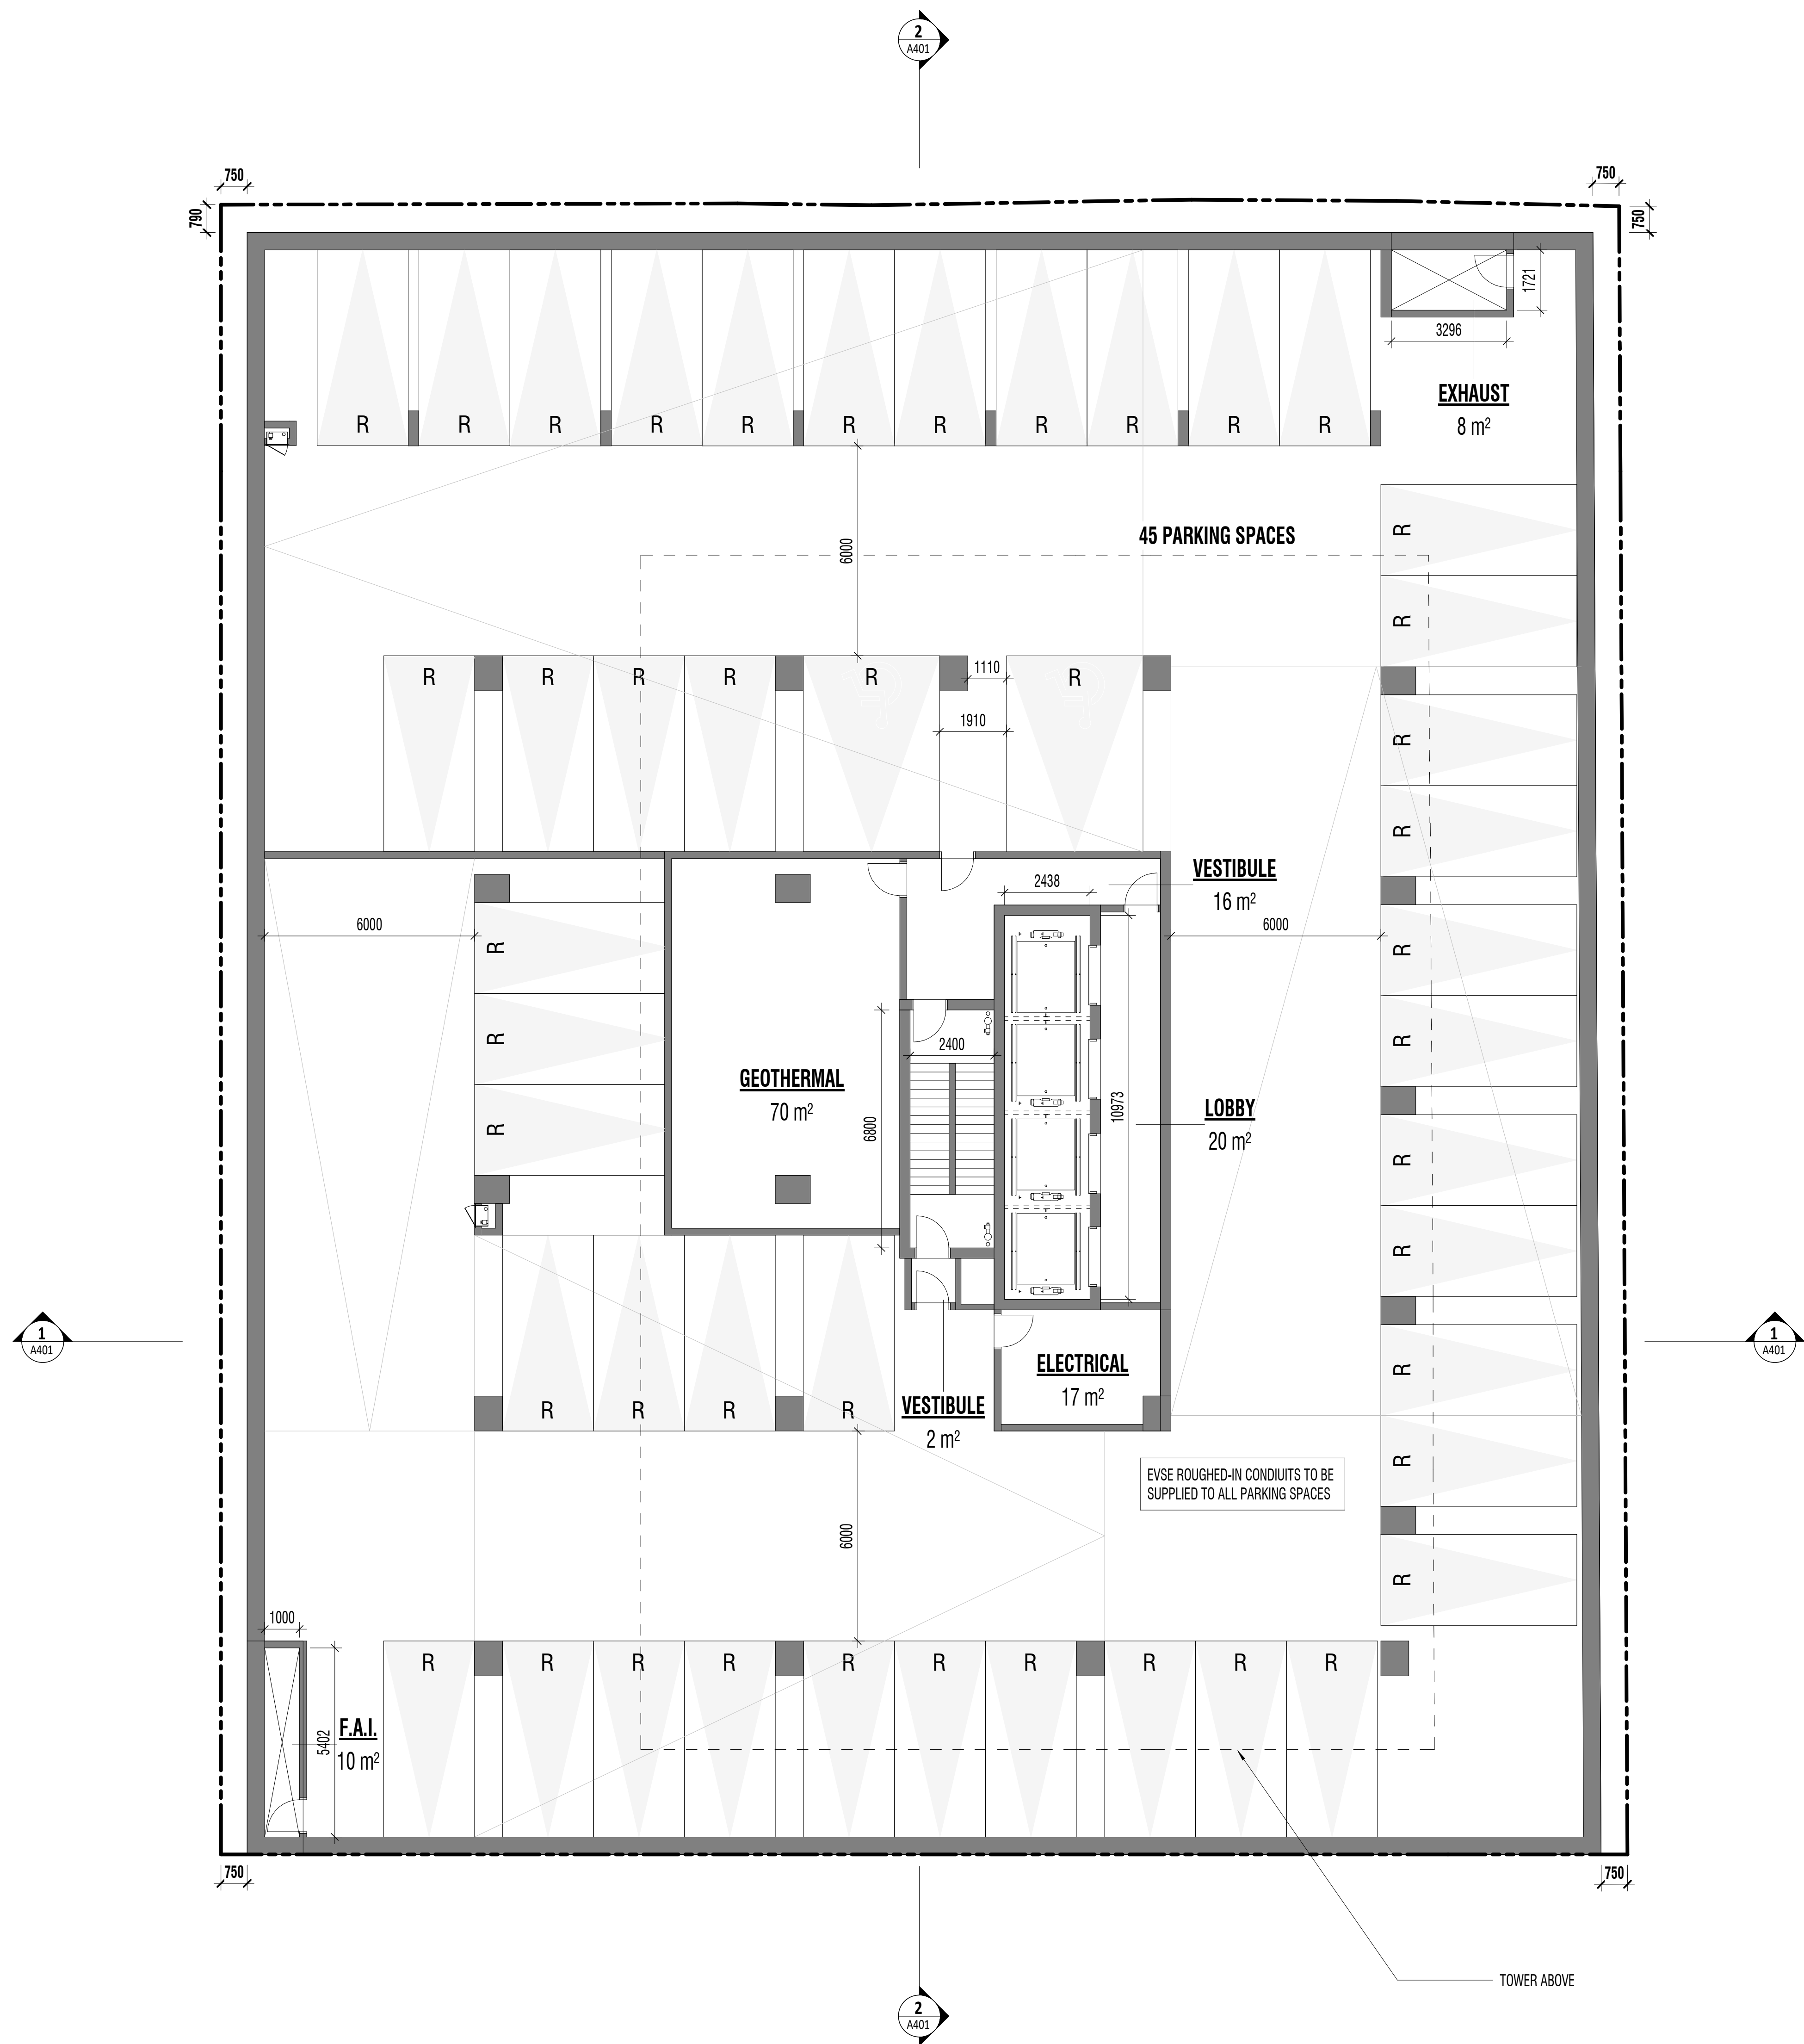 2
A401
750
750
790
750
1721
3296
EXHAUST
8 m²
R R R R R R R R R R R
45 PARKING SPACES
R
6000
R
R R R R R R
1110
1910
R
R
VESTIBULE
16 m²
2438
6000
6000
R
R
R
R
2400
GEOTHERMAL
70 m²
10973
LOBBY
20 m²
6800
R
R
R
1
A401
1
A401
ELECTRICAL
17 m²
R
R R R R
VESTIBULE
2 m²
R
EVSE ROUGHED-IN CONDIUITS TO BE
SUPPLIED TO ALL PARKING SPACES
6000
R
1000
R R R R R R R R R R
5402
F.A.I.
10 m²
750
750
TOWER ABOVE
2
A401